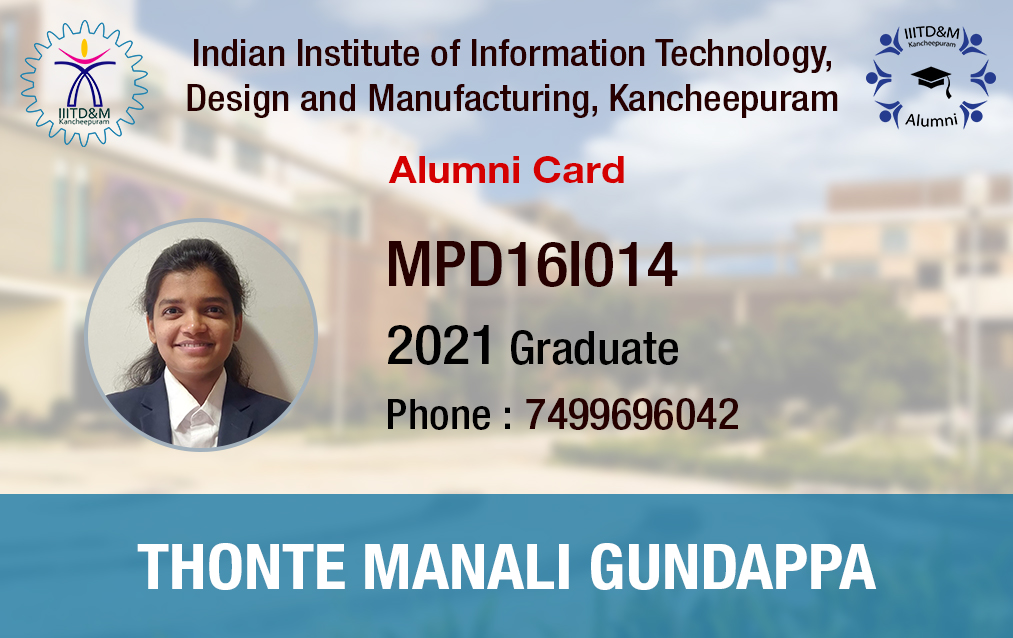 IIITD&M
Kancheepuram
Indian Institute of Information Technology,
Design and Manufacturing, Kancheepuram
IIITD&M
Kancheepuram
Alumni
Alumni Card
MPD16I014
2021 Graduate
Phone : 7499696042
THONTE MANALI GUNDAPPA